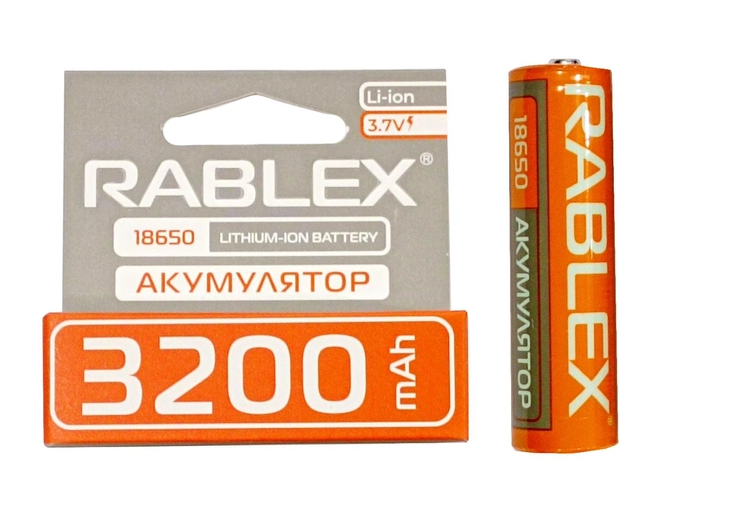 Li-ion
3.7V
RABLEX®
18650 LITHIUM-ION BATTERY
АКУМУЛЯТОР
3200 mAh
RABLEX®
18650 АКУМУЛЯТОР